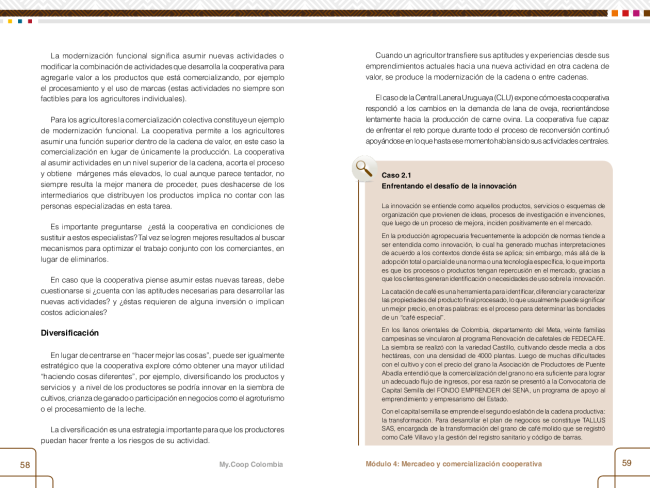 La modernización funcional significa asumir nuevas actividades o
modificar la combinación de actividades que desarrolla la cooperativa para
agregarle valor a los productos que está comercializando, por ejemplo
el procesamiento y el uso de marcas (estas actividades no siempre son
factibles para los agricultores individuales).
Para los agricultores la comercialización colectiva constituye un ejemplo
de modernización funcional. La cooperativa permite a los agricultores
asumir una función superior dentro de la cadena de valor, en este caso la
comercialización en lugar de únicamente la producción. La cooperativa
al asumir actividades en un nivel superior de la cadena, acorta el proceso
y obtiene márgenes más elevados, lo cual aunque parece tentador, no
siempre resulta la mejor manera de proceder, pues deshacerse de los
intermediarios que distribuyen los productos implica no contar con las
personas especializadas en esta tarea.
Es importante preguntarse ¿está la cooperativa en condiciones de
sustituir a estos especialistas? Tal vez se logren mejores resultados al buscar
mecanismos para optimizar el trabajo conjunto con los comerciantes, en
lugar de eliminarlos.
En caso que la cooperativa piense asumir estas nuevas tareas, debe
cuestionarse si ¿cuenta con las aptitudes necesarias para desarrollar las
nuevas actividades? y ¿éstas requieren de alguna inversión o implican
costos adicionales?
Diversificación
En lugar de centrarse en “hacer mejor las cosas”, puede ser igualmente
estratégico que la cooperativa explore cómo obtener una mayor utilidad
“haciendo cosas diferentes”, por ejemplo, diversificando los productos y
servicios y a nivel de los productores se podría innovar en la siembra de
cultivos, crianza de ganado o participación en negocios como el agroturismo
o el procesamiento de la leche.
La diversificación es una estrategia importante para que los productores
puedan hacer frente a los riesgos de su actividad.
58
My.Coop Colombia
Cuando un agricultor transfiere sus aptitudes y experiencias desde sus
emprendimientos actuales hacia una nueva actividad en otra cadena de
valor, se produce la modernización de la cadena o entre cadenas.
El caso de la Central Lanera Uruguaya (CLU) expone cómo esta cooperativa
respondió a los cambios en la demanda de lana de oveja, reorientándose
lentamente hacia la producción de carne ovina. La cooperativa fue capaz
de enfrentar el reto porque durante todo el proceso de reconversión continuó
apoyándose en lo que hasta ese momento habían sido sus actividades centrales.
Caso 2.1
Enfrentando el desafío de la innovación
La innovación se entiende como aquellos productos, servicios o esquemas de
organización que provienen de ideas, procesos de investigación e invenciones,
que luego de un proceso de mejora, inciden positivamente en el mercado.
En la producción agropecuaria frecuentemente la adopción de normas tiende a
ser entendida como innovación, lo cual ha generado muchas interpretaciones
de acuerdo a los contextos donde ésta se aplica; sin embargo, más allá de la
adopción total o parcial de una norma o una tecnología específica, lo que importa
es que los procesos o productos tengan repercusión en el mercado, gracias a
que los clientes generan identificación o necesidades de uso sobre la innovación.
La catación de café es una herramienta para identificar, diferenciar y caracterizar
las propiedades del producto final procesado, lo que usualmente puede significar
un mejor precio, en otras palabras: es el proceso para determinar las bondades
de un “café especial”.
En los llanos orientales de Colombia, departamento del Meta, veinte familias
campesinas se vincularon al programa Renovación de cafetales de FEDECAFE.
La siembra se realizó con la variedad Castillo, cultivando desde media a dos
hectáreas, con una densidad de 4000 plantas. Luego de muchas dificultades
con el cultivo y con el precio del grano la Asociación de Productores de Puente
Abadía entendió que la comercialización del grano no era suficiente para lograr
un adecuado flujo de ingresos, por esa razón se presentó a la Convocatoria de
Capital Semilla del FONDO EMPRENDER del SENA, un programa de apoyo al
emprendimiento y empresarismo del Estado.
Con el capital semilla se emprende el segundo eslabón de la cadena productiva:
la transformación. Para desarrollar el plan de negocios se constituye TALLUS
SAS, encargada de la transformación del grano de café molido que se registró
como Café Villavo y la gestión del registro sanitario y código de barras.
Módulo 4: Mercadeo y comercialización cooperativa
59